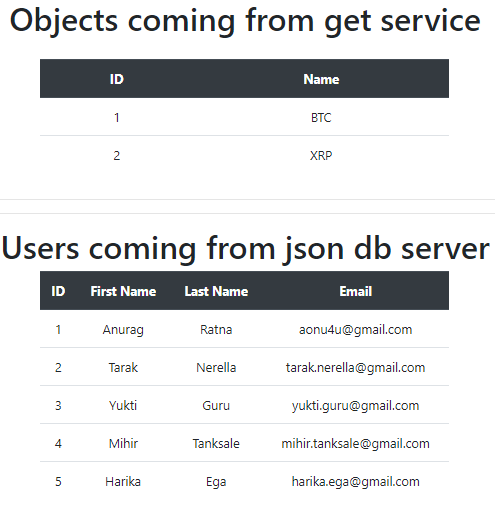 Objects coming from get service
ID Name
1 BTC
2 XRP
Users coming from json db server
ID First Name Last Name Email
1 Anurag Ratna aonu4u@gmail.com
2 Tarak Nerella tarak.nerella@gmail.com
3 Yukti Guru yukti.guru@gmail.com
4 Mihir Tanksale mihir.tanksale@gmail.com
5 Harika Ega harika.ega@gmail.com